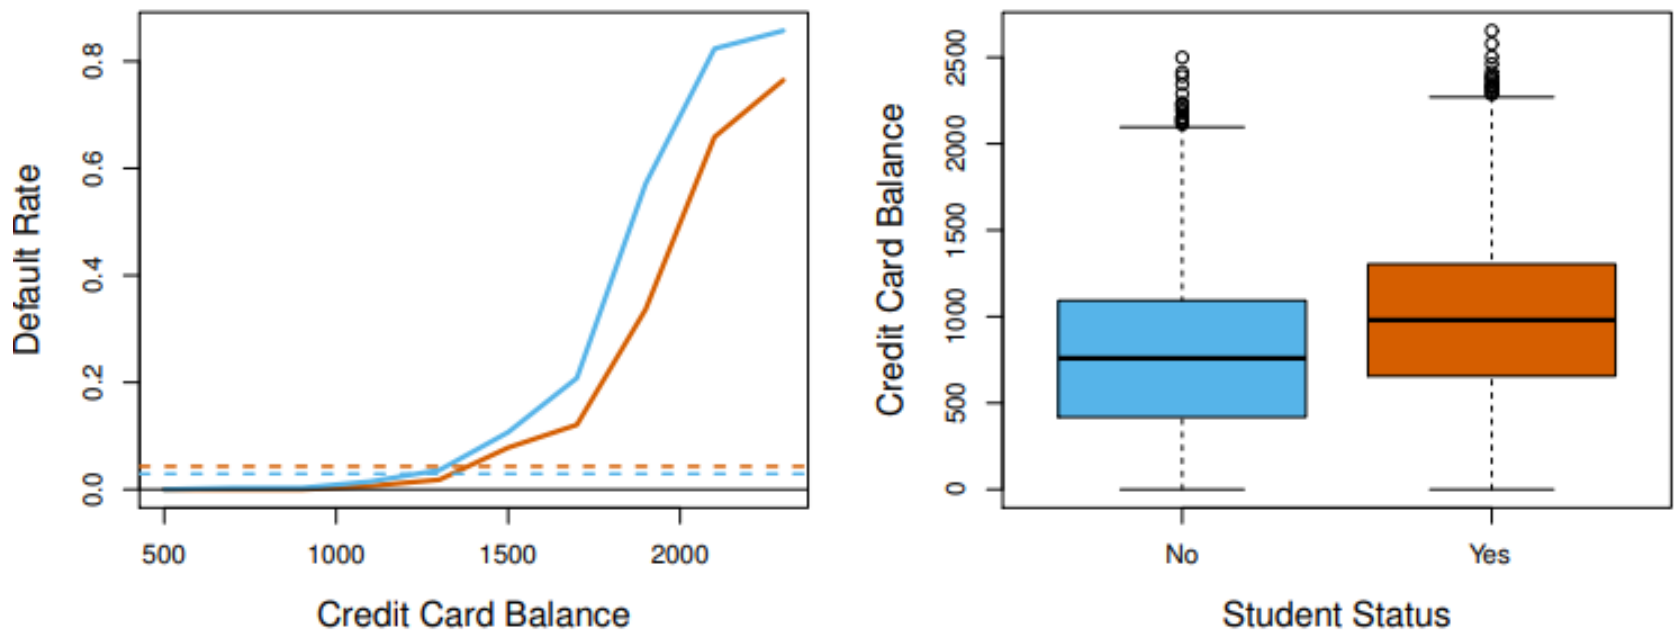 Default Rate
0.0
0.2
0.4
0.6
0.8
500
1000
1500
2000
Credit Card Balance
Credit Card Balance
0
500
1000
1500
2000
2500
No
Yes
Student Status